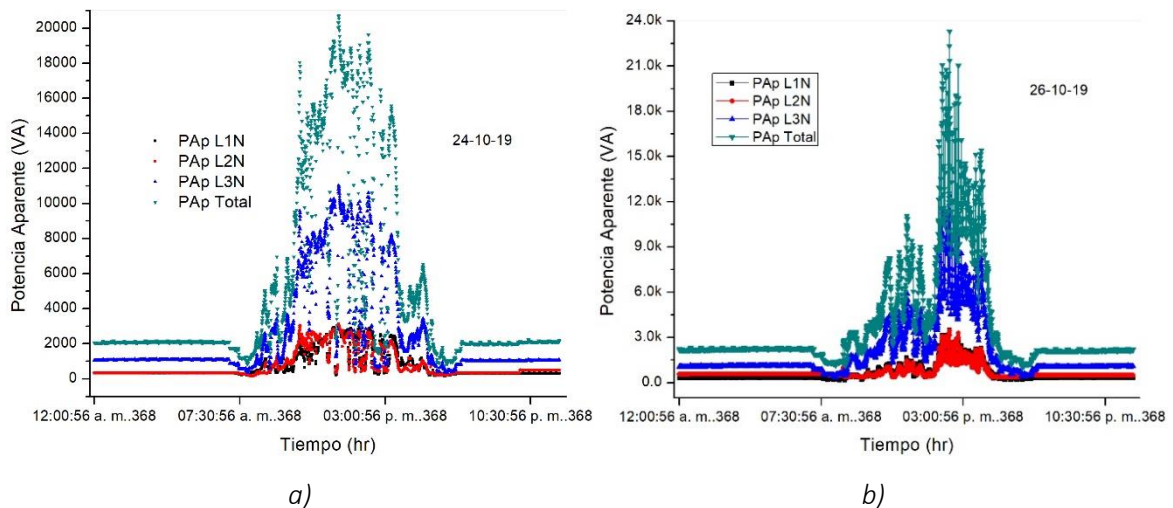 20000
18000
16000
14000
12000
10000
8000
6000
4000
2000
0
Potencia Aparente (VA)
PAp L1N
PAp L2N
PAp L3N
PAp Total
24-10-19
12:00:56 a. m..368
07:30:56 a. m..368
03:00:56 p. m..368
10:30:56 p. m..368
Tiempo (hr)
a)
b)
24.0k
21.0k
18.0k
15.0k
12.0k
9.0k
6.0k
3.0k
0.0
Potencia Aparente (VA)
PAp L1N
PAp L2N
PAp L3N
PAp Total
26-10-19
12:00:56 a. m..368
07:30:56 a. m..368
03:00:56 p. m..368
10:30:56 p. m..368
Tiempo (hr)
a)
b)